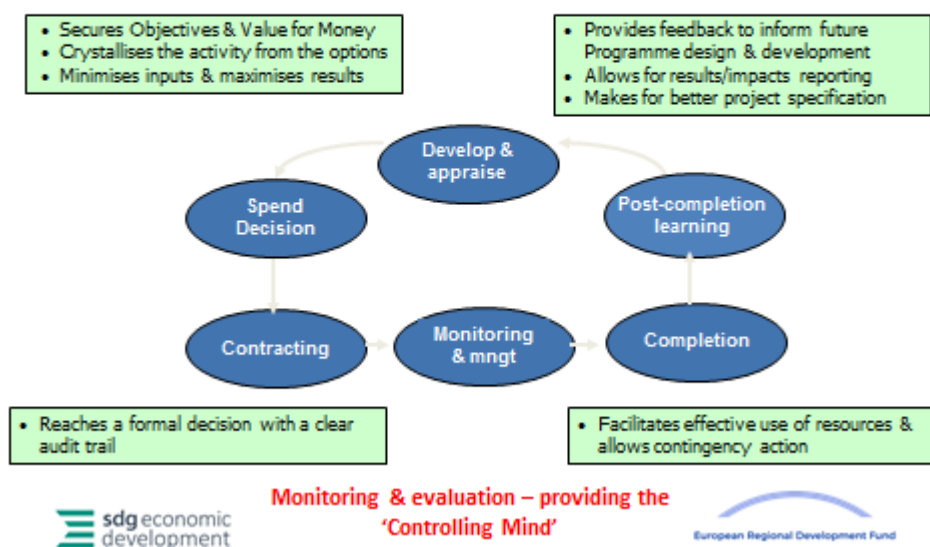 • Secures Objectives & Value for Money
• Crystallises the activity from the options
• Minimises inputs & maximises results
• Provides feedback to inform future
Programme design & development
• Allows for results/impacts reporting
• Makes for better project specification
Develop &
appraise
Spend
Decision
Post-completion
learning
Contracting
Monitoring
& mngt
Completion
• Reaches a formal decision with a clear
audit trail
• Facilitates effective use of resources &
allows contingency action
Monitoring & evaluation – providing the
'Controlling Mind'
sdg economic
development
European Regional Development Fund